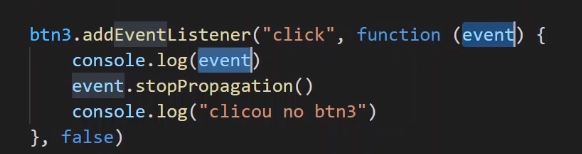 btn3.addEventListener("click", function (event) {
    console.log(event)
    event.stopPropagation()
    console.log("clicou no btn3")
}, false)